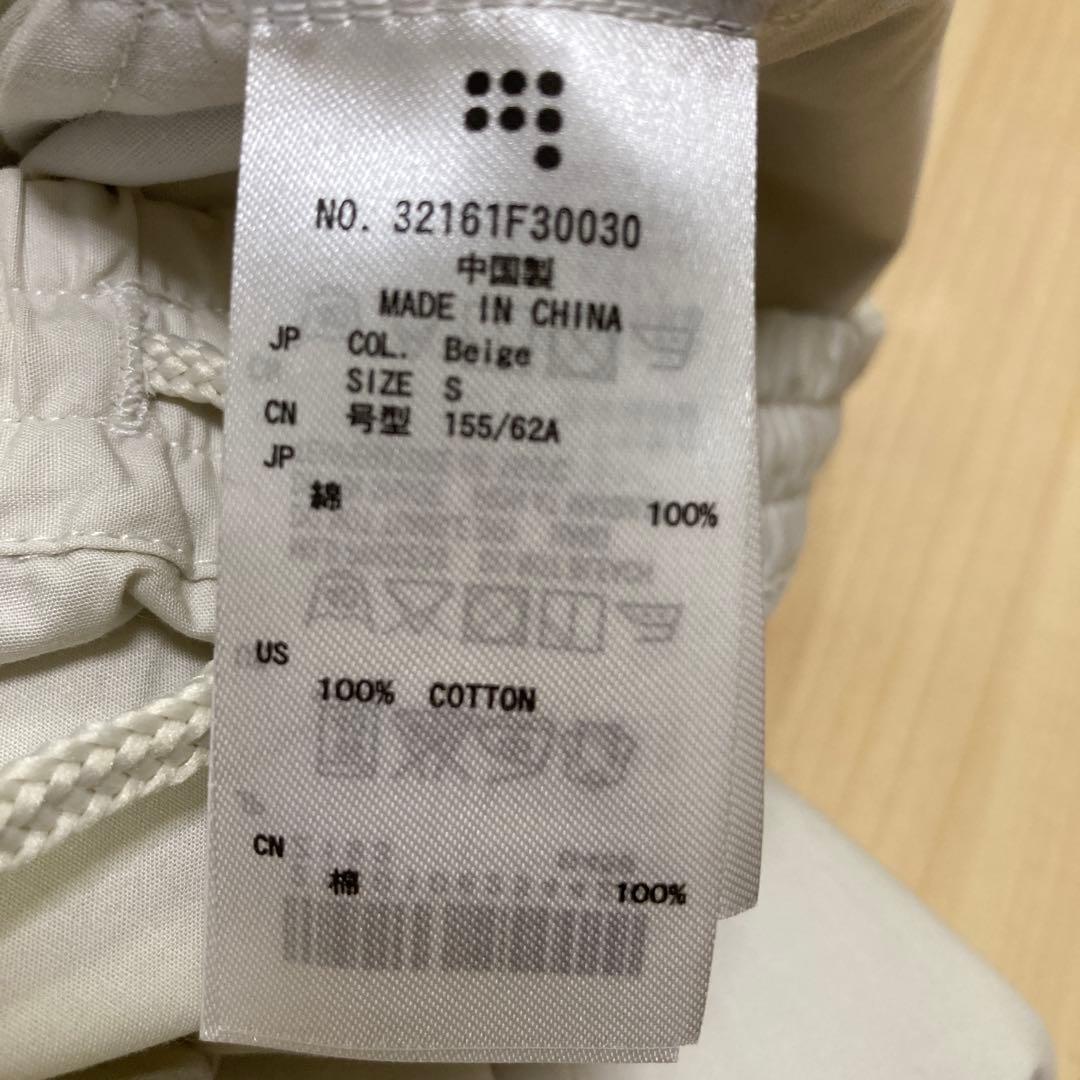 NO. 32161F30030
中国製
MADE IN CHINA
JP COL. Beige
SIZE S
CN 号型 155/62A
JP
綿 100%
US
100% COTTON
CN
棉 100%